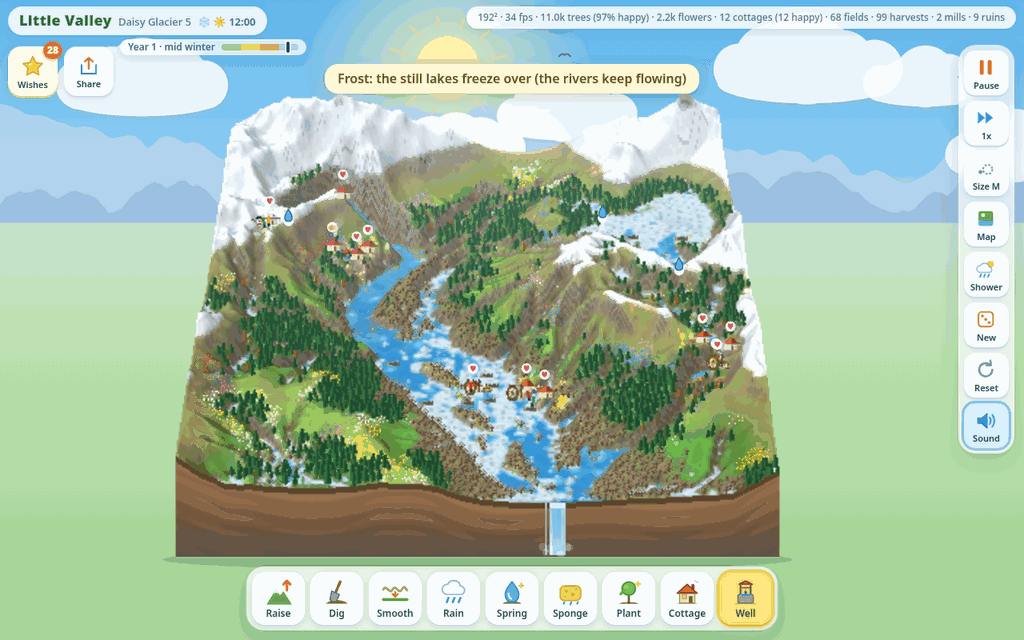 Little Valley Daisy Glacier 5 12:00
192² · 34 fps · 11.0k trees (97% happy) · 2.2k flowers · 12 cottages (12 happy) · 68 fields · 99 harvests · 2 mills · 9 ruins
Year 1 · mid winter
28
Wishes
Share
Frost: the still lakes freeze over (the rivers keep flowing)
Pause
1x
Size M
Map
Shower
New
Reset
Sound
Raise
Dig
Smooth
Rain
Spring
Sponge
Plant
Cottage
Well